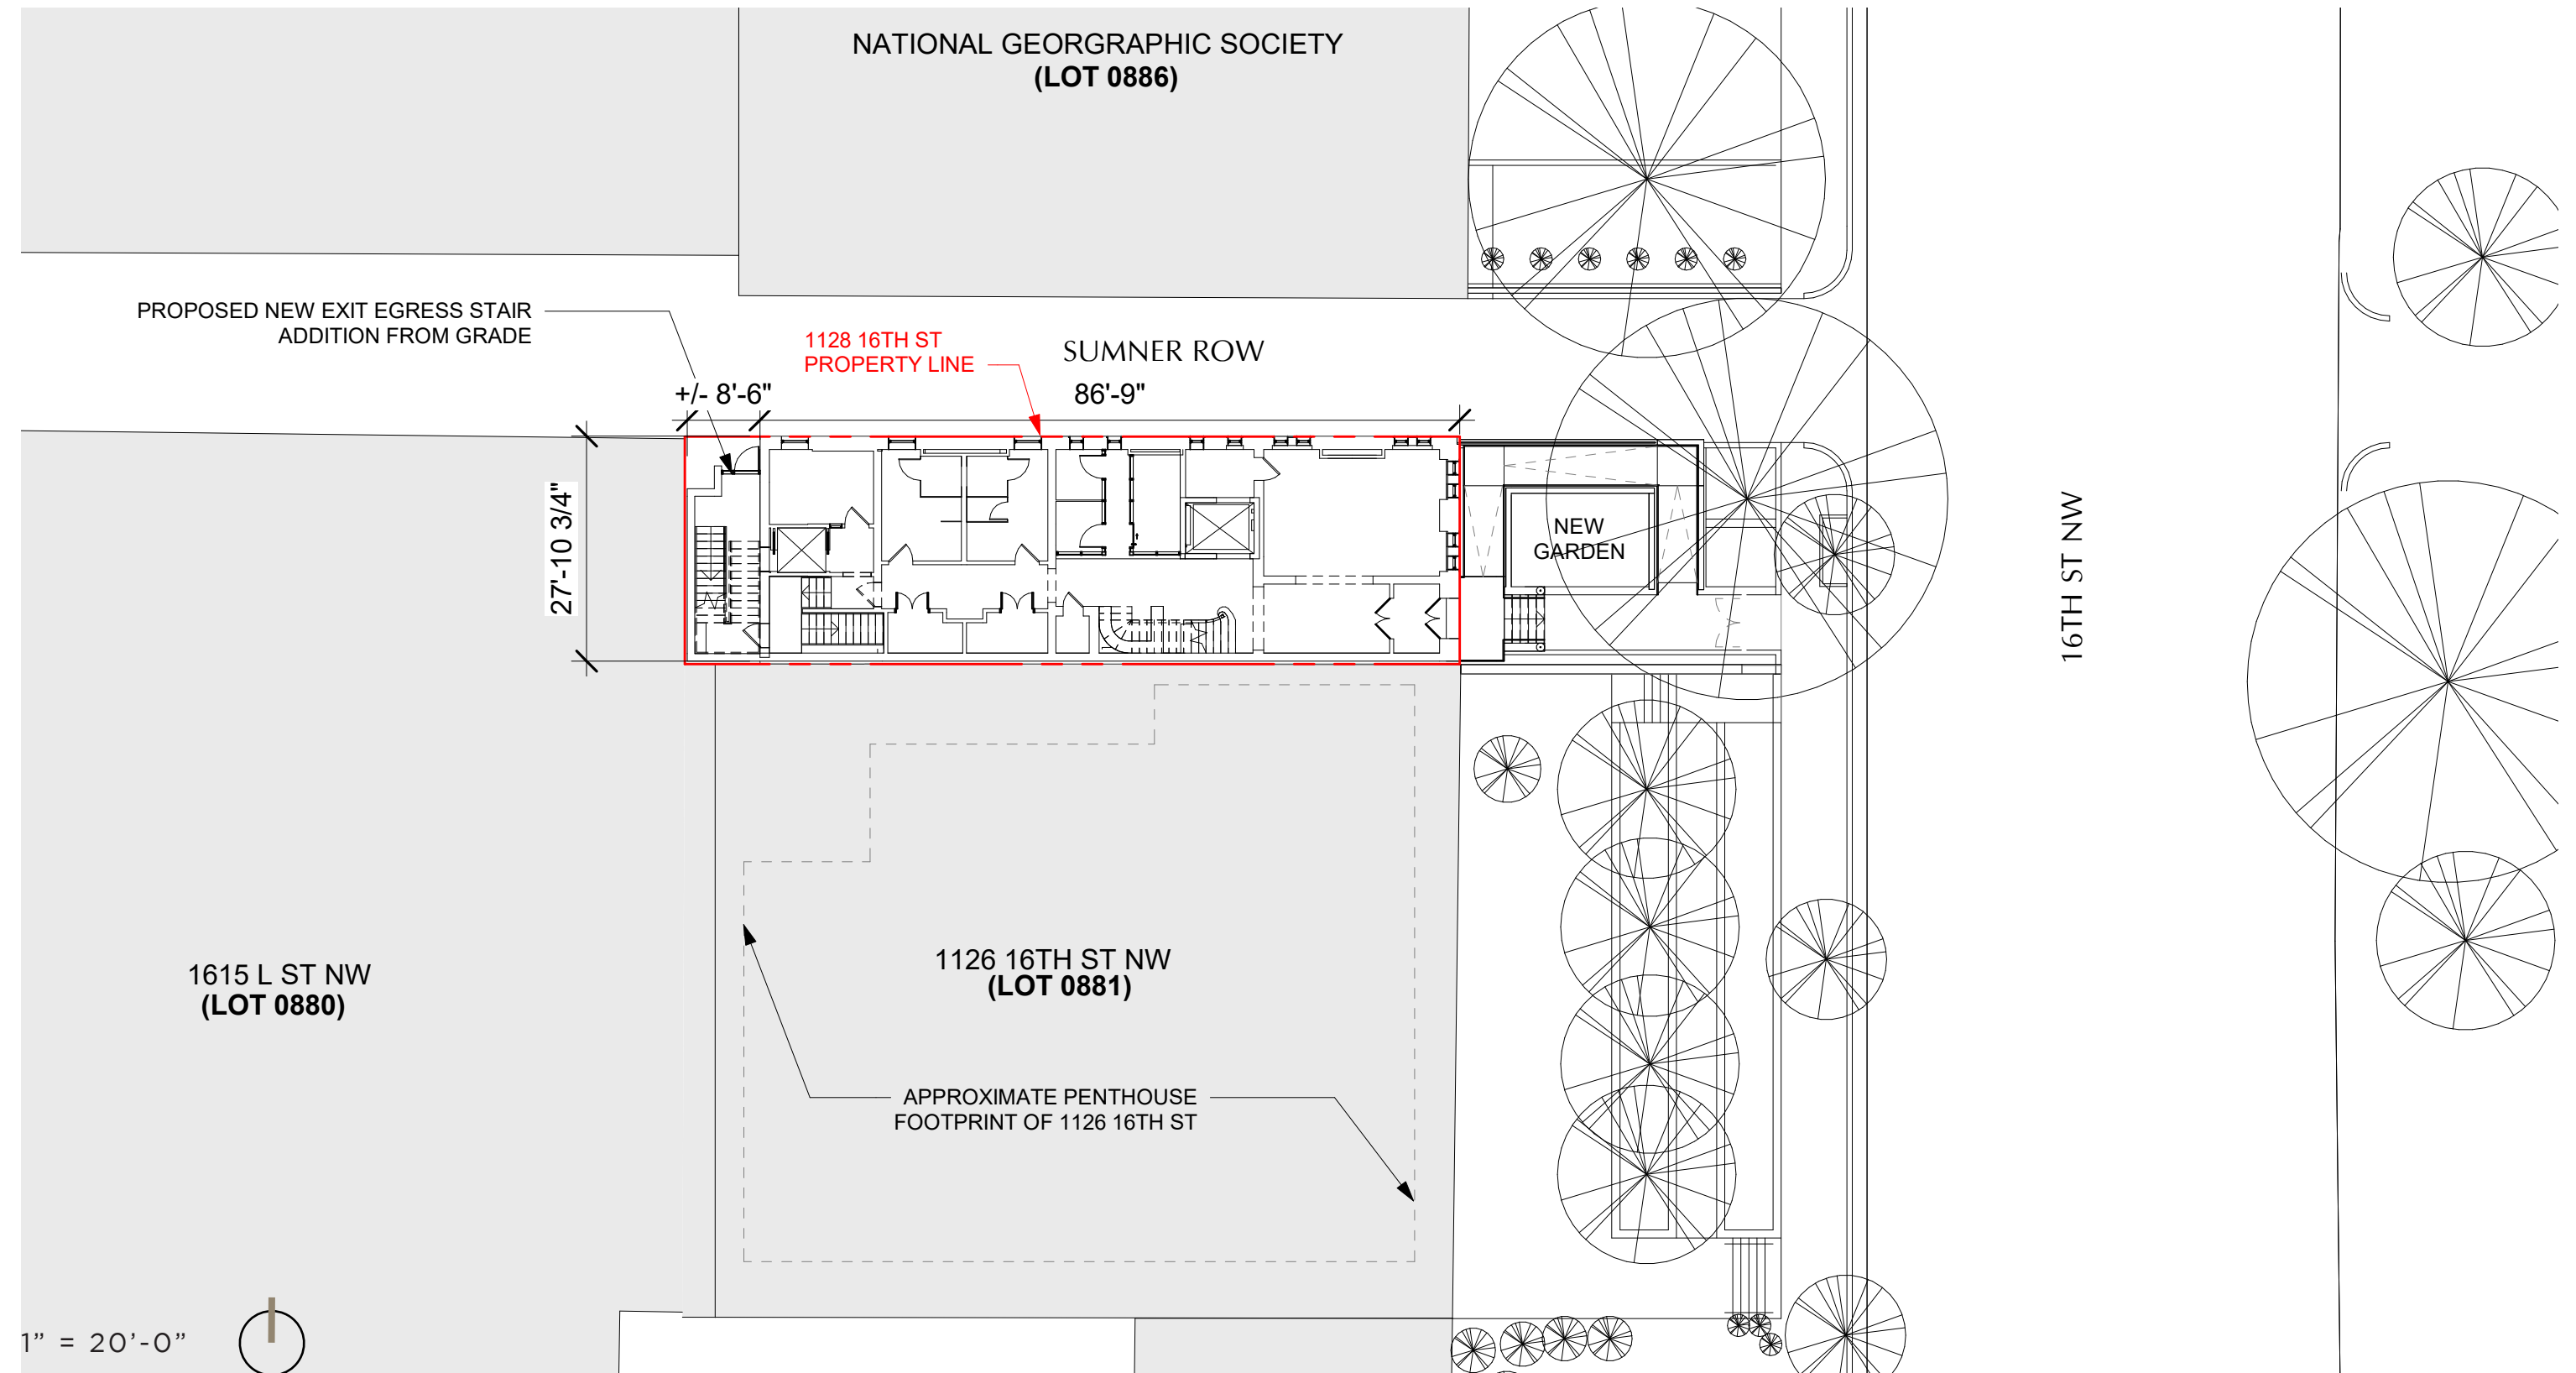 NATIONAL GEORGRAPHIC SOCIETY
(LOT 0886)
PROPOSED NEW EXIT EGRESS STAIR
ADDITION FROM GRADE
1128 16TH ST
PROPERTY LINE
SUMNER ROW
+/- 8'-6"
86'-9"
27'-10 3/4"
NEW
GARDEN
16TH ST NW
1615 L ST NW
(LOT 0880)
1126 16TH ST NW
(LOT 0881)
APPROXIMATE PENTHOUSE
FOOTPRINT OF 1126 16TH ST
1” = 20’-0”